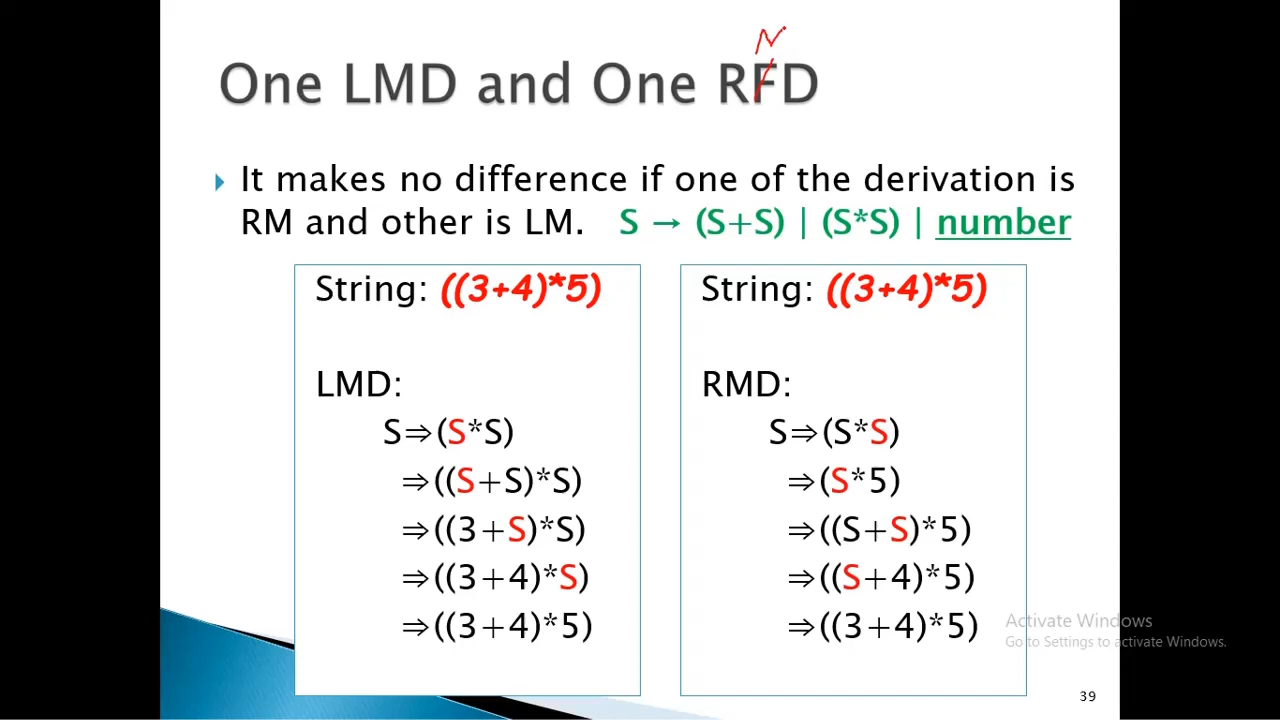 One LMD and One RFD
It makes no difference if one of the derivation is
RM and other is LM. S → (S+S) | (S*S) | number
String: ((3+4)*5)
LMD:
S⇒(S*S)
⇒((S+S)*S)
⇒((3+S)*S)
⇒((3+4)*S)
⇒((3+4)*5)
String: ((3+4)*5)
RMD:
S⇒(S*S)
⇒(S*5)
⇒((S+S)*5)
⇒((S+4)*5)
⇒((3+4)*5)
Activate Windows
Go to Settings to activate Windows.
39